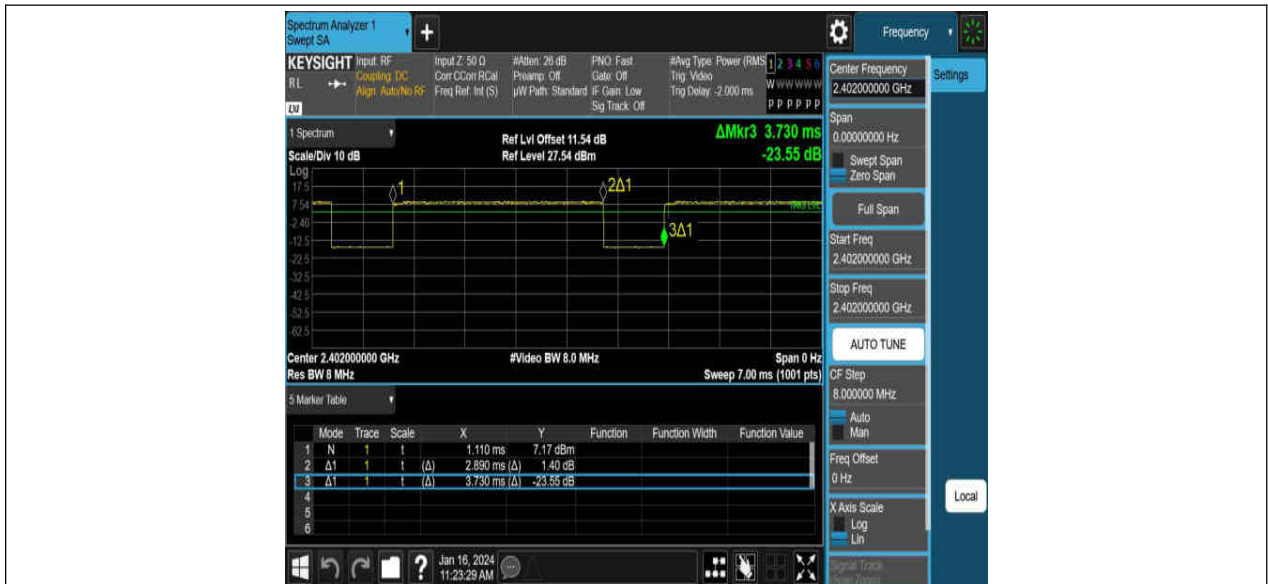 Spectrum Analyzer 1
Swept SA
Frequency
KEYSIGHT
RL
LXI
Input: RF
Coupling: DC
Align: Auto/No RF
Input Z: 50 Ω
Corr CCorr RCal
Freq Ref: Int (S)
#Atten: 26 dB
Preamp: Off
µW Path: Standard
PNO: Fast
Gate: Off
IF Gain: Low
Sig Track: Off
#Avg Type: Power (RMS
Trig: Video
Trig Delay: -2.000 ms
1 2 3 4 5 6
W W W W W W
P P P P P P
Center Frequency
2.402000000 GHz
Settings
1 Spectrum
Ref Lvl Offset 11.54 dB
ΔMkr3 3.730 ms
Scale/Div 10 dB
Ref Level 27.54 dBm
-23.55 dB
Log
17.5
7.54
-2.46
-12.5
-22.5
-32.5
-42.5
-52.5
-62.5
1
2Δ1
3Δ1
TRIG LVL
Center 2.402000000 GHz
#Video BW 8.0 MHz
Span 0 Hz
Res BW 8 MHz
Sweep 7.00 ms (1001 pts)
Span
0.00000000 Hz
Swept Span
Zero Span
Full Span
Start Freq
2.402000000 GHz
Stop Freq
2.402000000 GHz
AUTO TUNE
CF Step
8.000000 MHz
Auto
Man
Freq Offset
0 Hz
X Axis Scale
Log
Lin
Signal Track
(Span Zoom)
Local
5 Marker Table
Mode Trace Scale X Y Function Function Width Function Value
1 N 1 t 1.110 ms 7.17 dBm
2 Δ1 1 t (Δ) 2.890 ms (Δ) 1.40 dB
3 Δ1 1 t (Δ) 3.730 ms (Δ) -23.55 dB
4
5
6
Jan 16, 2024
11:23:29 AM